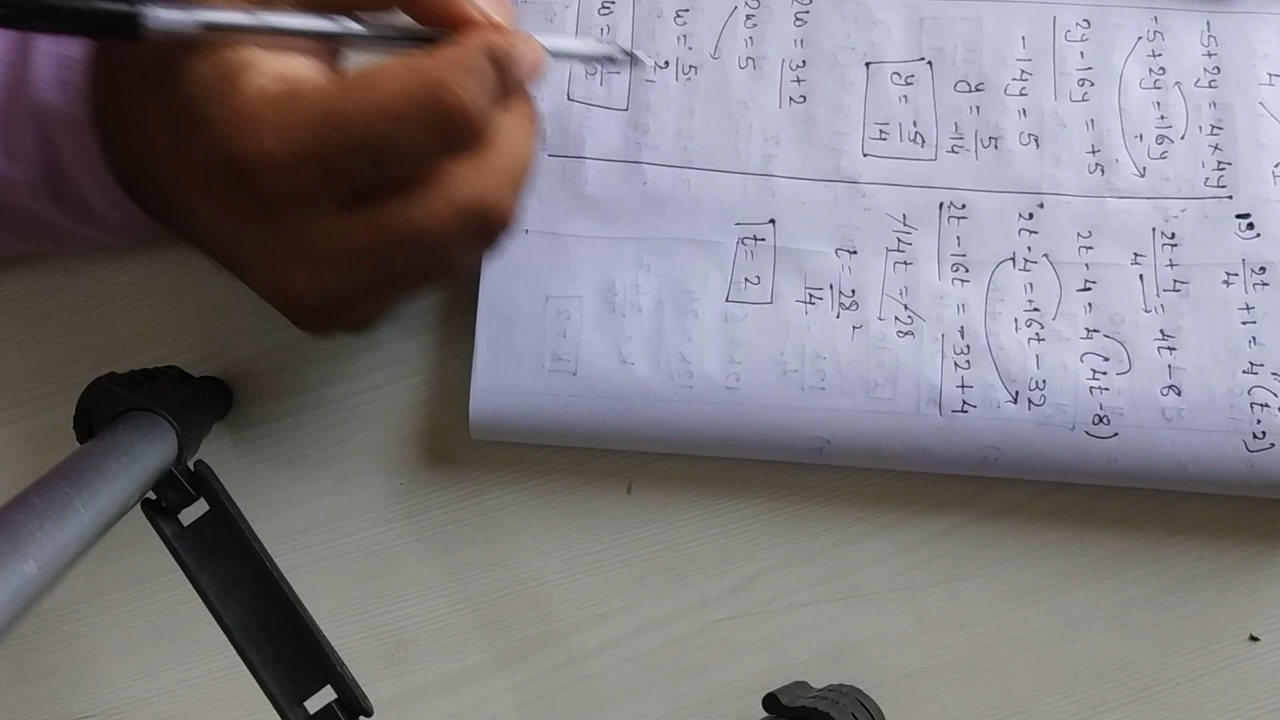 -5+2y = 4×4y
-5+2y = +16y
2y-16y = +5
-14y = 5
y = 5/-14
y = -5/14
2w = 3+2
2w = 5
w = 5/2
13) 2t/4 + 1 = 4(t-2)
2t+4/4 = 4t-8
2t-4 = 4(4t-8)
2t-4 = +16t-32
2t-16t = -32+4
-14t = -28
t = 28/14
t = 2